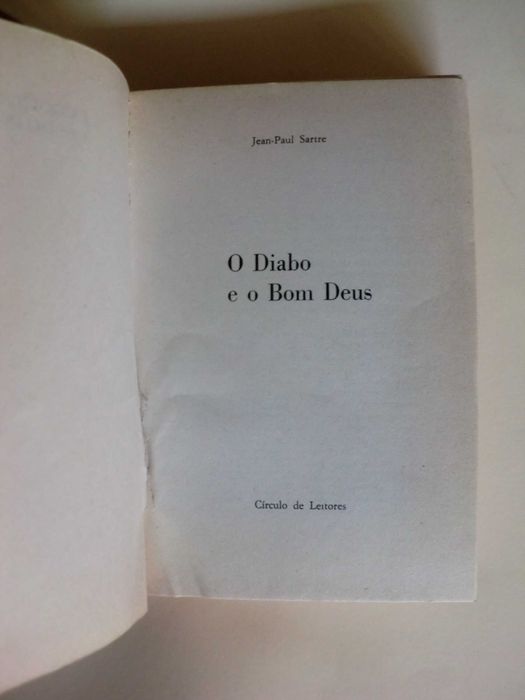 Jean-Paul Sartre
O Diabo
e o Bom Deus
Círculo de Leitores